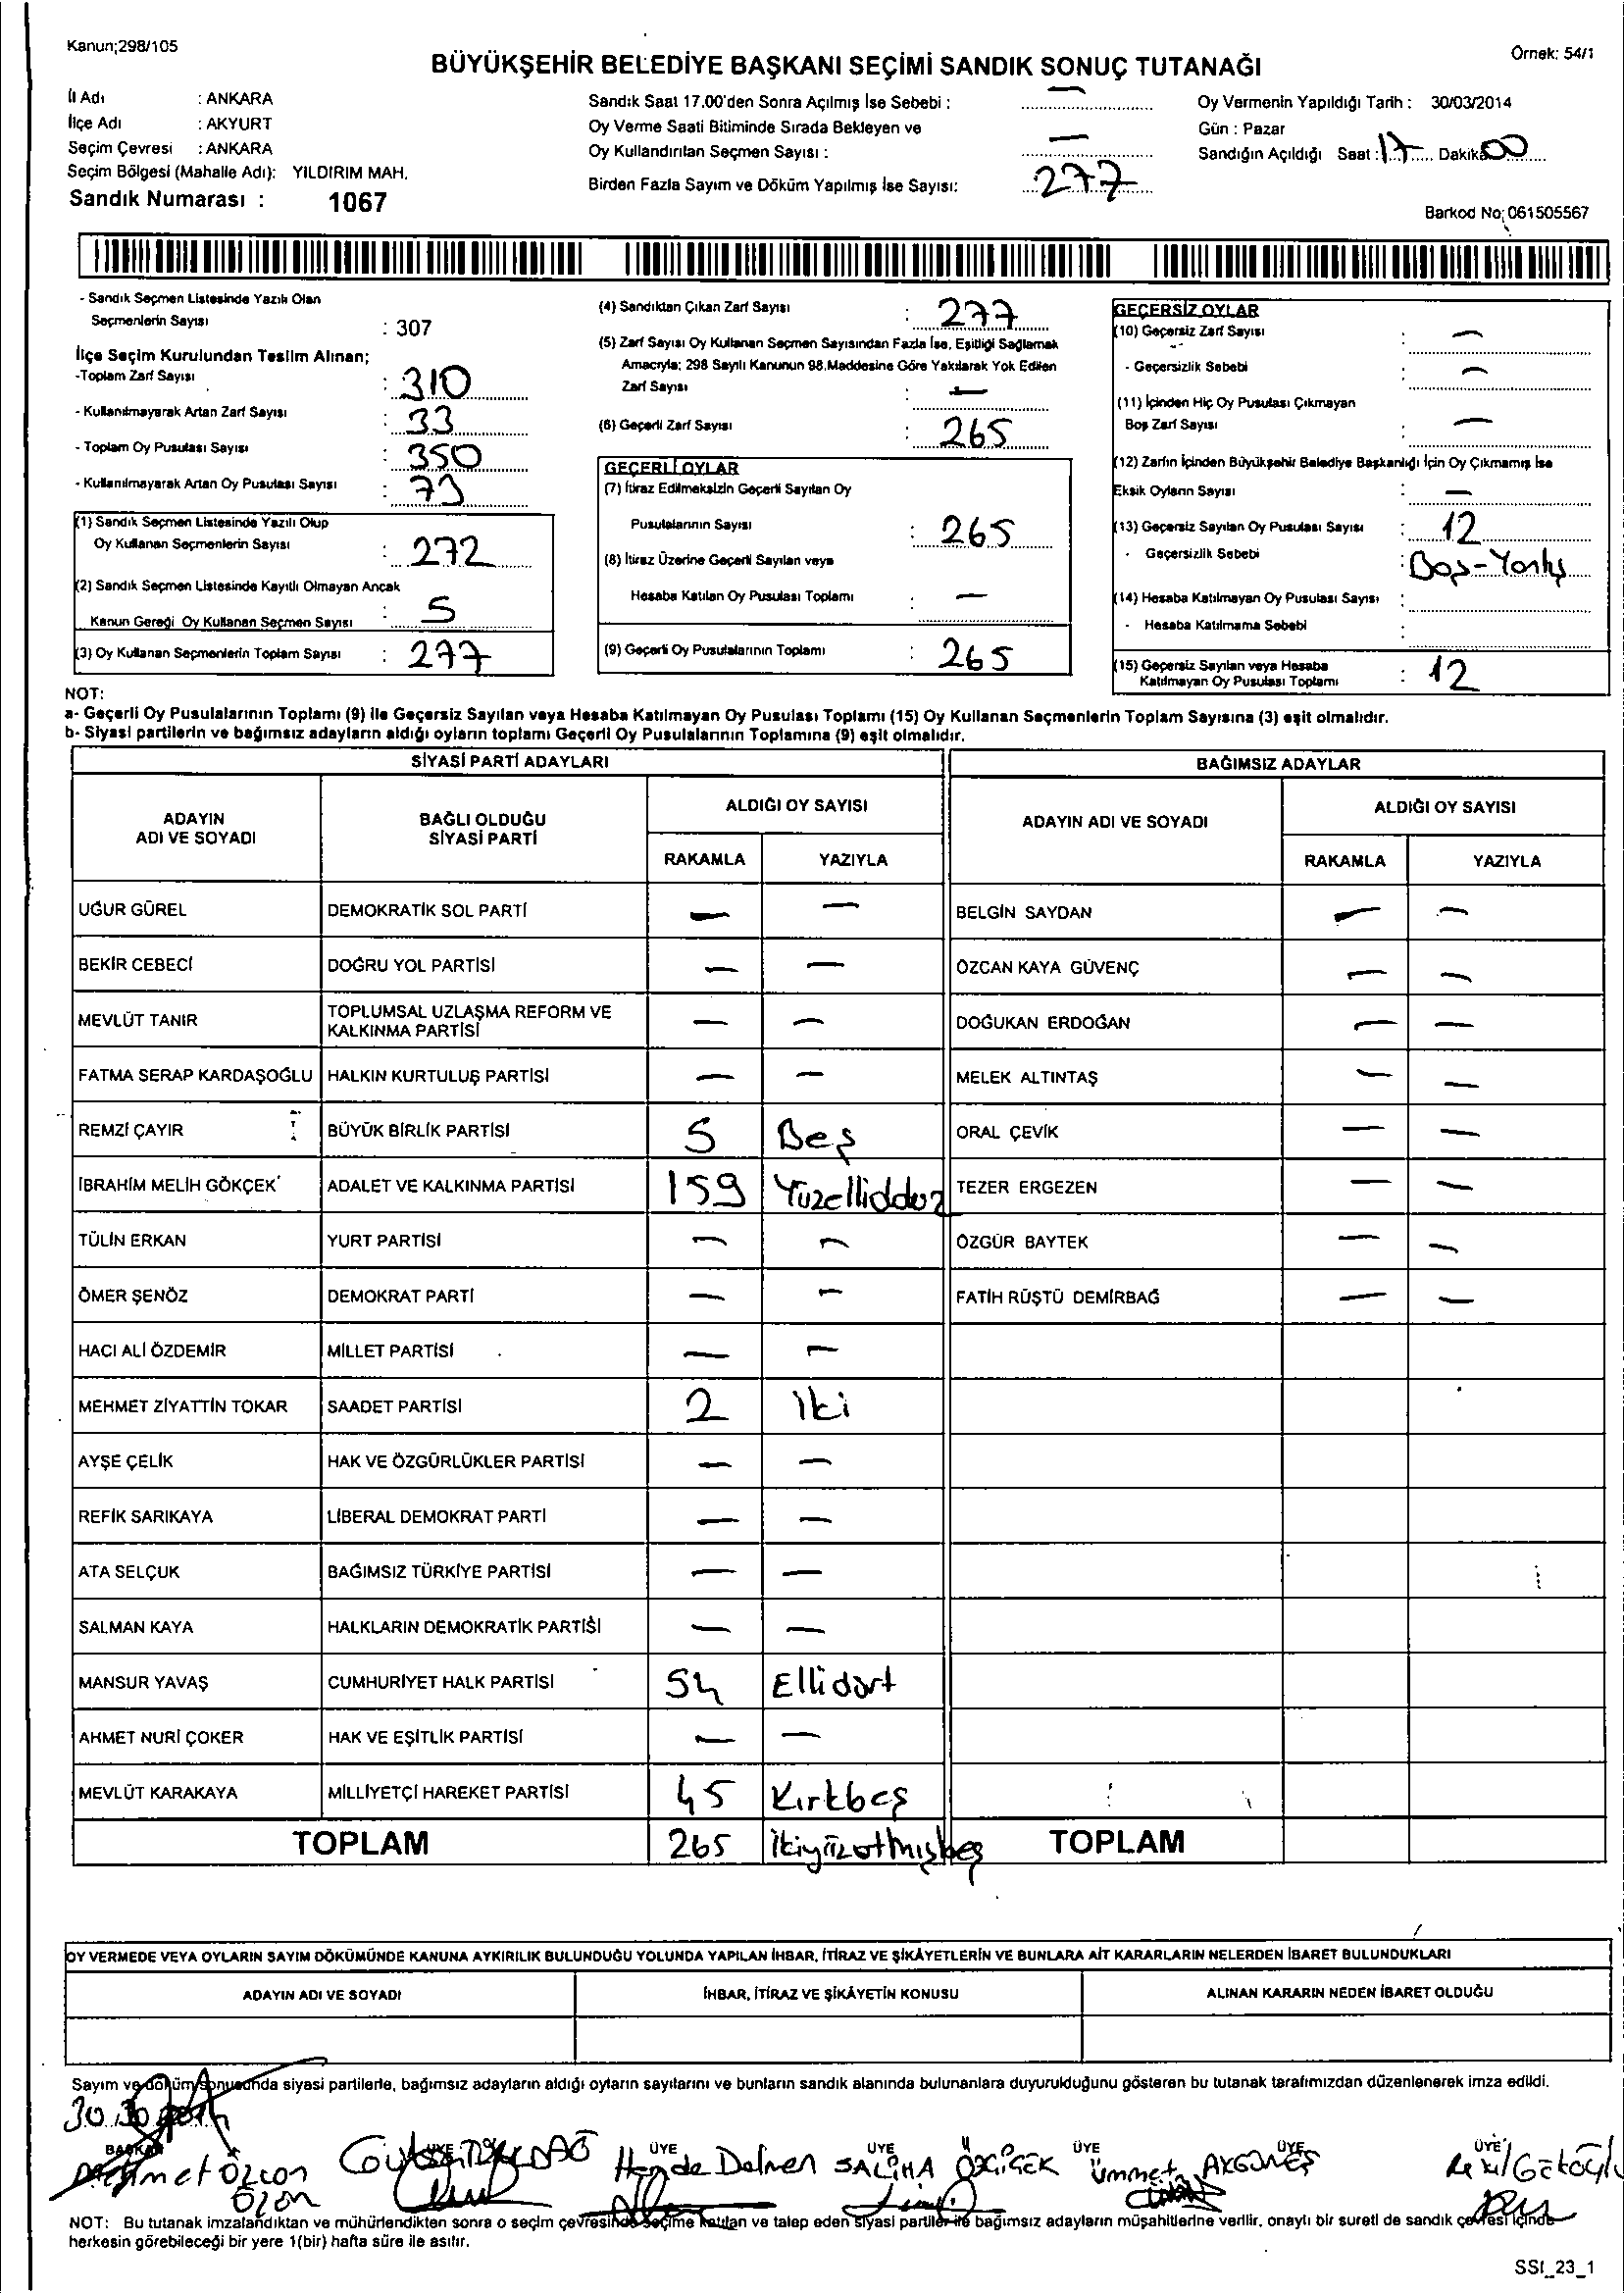 Kanun;298/105
Örnek: 54/1
BÜYÜKŞEHİR BELEDİYE BAŞKANI SEÇİMİ SANDIK SONUÇ TUTANAĞI
İl Adı : ANKARA
İlçe Adı : AKYURT
Seçim Çevresi : ANKARA
Seçim Bölgesi (Mahalle Adı): YILDIRIM MAH.
Sandık Numarası : 1067
Sandık Saat 17.00'den Sonra Açılmış İse Sebebi : —
Oy Verme Saati Bitiminde Sırada Bekleyen ve
Oy Kullandırılan Seçmen Sayısı : —
Birden Fazla Sayım ve Döküm Yapılmış İse Sayısı: 277
Oy Vermenin Yapıldığı Tarih : 30/03/2014
Gün : Pazar
Sandığın Açıldığı Saat : 17 Dakika 00
Barkod No; 061505567
- Sandık Seçmen Listesinde Yazılı Olan
Seçmenlerin Sayısı : 307
İlçe Seçim Kurulundan Teslim Alınan;
-Toplam Zarf Sayısı : 310
- Kullanılmayarak Artan Zarf Sayısı : 33
- Toplam Oy Pusulası Sayısı : 350
- Kullanılmayarak Artan Oy Pusulası Sayısı : 73
(1) Sandık Seçmen Listesinde Yazılı Olup
Oy Kullanan Seçmenlerin Sayısı : 272
(2) Sandık Seçmen Listesinde Kayıtlı Olmayan Ancak
Kanun Gereği Oy Kullanan Seçmen Sayısı : 5
(3) Oy Kullanan Seçmenlerin Toplam Sayısı : 277
(4) Sandıktan Çıkan Zarf Sayısı : 277
(5) Zarf Sayısı Oy Kullanan Seçmen Sayısından Fazla İse, Eşitliği Sağlamak
Amacıyla; 298 Sayılı Kanunun 98.Maddesine Göre Yakılarak Yok Edilen
Zarf Sayısı : —
(6) Geçerli Zarf Sayısı : 265
GEÇERLİ OYLAR
(7) İtiraz Edilmeksizin Geçerli Sayılan Oy
Pusulalarının Sayısı : 265
(8) İtiraz Üzerine Geçerli Sayılan veya
Hesaba Katılan Oy Pusulası Toplamı : —
(9) Geçerli Oy Pusulalarının Toplamı : 265
GEÇERSİZ OYLAR
(10) Geçersiz Zarf Sayısı : —
- Geçersizlik Sebebi : —
(11) İçinden Hiç Oy Pusulası Çıkmayan
Boş Zarf Sayısı : —
(12) Zarfın İçinden Büyükşehir Belediye Başkanlığı İçin Oy Çıkmamış İse
Eksik Oyların Sayısı : —
(13) Geçersiz Sayılan Oy Pusulası Sayısı : 12
- Geçersizlik Sebebi : Boş-Yanlış
(14) Hesaba Katılmayan Oy Pusulası Sayısı :
- Hesaba Katılmama Sebebi :
(15) Geçersiz Sayılan veya Hesaba
Katılmayan Oy Pusulası Toplamı : 12
NOT:
a- Geçerli Oy Pusulalarının Toplamı (9) ile Geçersiz Sayılan veya Hesaba Katılmayan Oy Pusulası Toplamı (15) Oy Kullanan Seçmenlerin Toplam Sayısına (3) eşit olmalıdır.
b- Siyasi partilerin ve bağımsız adayların aldığı oyların toplamı Geçerli Oy Pusulalarının Toplamına (9) eşit olmalıdır.
SİYASİ PARTİ ADAYLARI BAĞIMSIZ ADAYLAR
ADAYIN ADI VE SOYADI BAĞLI OLDUĞU SİYASİ PARTİ ALDIĞI OY SAYISI ADAYIN ADI VE SOYADI ALDIĞI OY SAYISI
RAKAMLA YAZIYLA RAKAMLA YAZIYLA
UĞUR GÜREL DEMOKRATİK SOL PARTİ — — BELGİN SAYDAN — —
BEKİR CEBECİ DOĞRU YOL PARTİSİ — — ÖZCAN KAYA GÜVENÇ — —
MEVLÜT TANIR TOPLUMSAL UZLAŞMA REFORM VE KALKINMA PARTİSİ — — DOĞUKAN ERDOĞAN — —
FATMA SERAP KARDAŞOĞLU HALKIN KURTULUŞ PARTİSİ — — MELEK ALTINTAŞ — —
REMZİ ÇAYIR BÜYÜK BİRLİK PARTİSİ 5 Beş ORAL ÇEVİK — —
İBRAHİM MELİH GÖKÇEK ADALET VE KALKINMA PARTİSİ 159 Yüzelliddoz TEZER ERGEZEN — —
TÜLİN ERKAN YURT PARTİSİ — — ÖZGÜR BAYTEK — —
ÖMER ŞENÖZ DEMOKRAT PARTİ — — FATİH RÜŞTÜ DEMİRBAĞ — —
HACI ALİ ÖZDEMİR MİLLET PARTİSİ — —
MEHMET ZİYATTİN TOKAR SAADET PARTİSİ 2 İki
AYŞE ÇELİK HAK VE ÖZGÜRLÜKLER PARTİSİ — —
REFİK SARIKAYA LİBERAL DEMOKRAT PARTİ — —
ATA SELÇUK BAĞIMSIZ TÜRKİYE PARTİSİ — —
SALMAN KAYA HALKLARIN DEMOKRATİK PARTİSİ — —
MANSUR YAVAŞ CUMHURİYET HALK PARTİSİ 54 Ellidört
AHMET NURİ ÇOKER HAK VE EŞİTLİK PARTİSİ — —
MEVLÜT KARAKAYA MİLLİYETÇİ HAREKET PARTİSİ 45 Kırkbeş
TOPLAM 265 ikiyüzatmışbeş TOPLAM
OY VERMEDE VEYA OYLARIN SAYIM DÖKÜMÜNDE KANUNA AYKIRILIK BULUNDUĞU YOLUNDA YAPILAN İHBAR, İTİRAZ VE ŞİKÂYETLERİN VE BUNLARA AİT KARARLARIN NELERDEN İBARET BULUNDUKLARI
ADAYIN ADI VE SOYADI İHBAR, İTİRAZ VE ŞİKÂYETİN KONUSU ALINAN KARARIN NEDEN İBARET OLDUĞU
Sayım ve döküm sonucunda siyasi partilerle, bağımsız adayların aldığı oyların sayılarını ve bunların sandık alanında bulunanlara duyurulduğunu gösteren bu tutanak tarafımızdan düzenlenerek imza edildi.
30.30.2014
BAŞKAN ÜYE ÜYE ÜYE ÜYE ÜYE ÜYE
Mehmet Özcan Hande Dalmen SALİHA ÖZÇİÇEK Ümmet AKGÜNEŞ
Özcan
NOT: Bu tutanak imzalandıktan ve mühürlendikten sonra o seçim çevresinde seçime katılan ve talep eden siyasi partiler ile bağımsız adayların müşahitlerine verilir, onaylı bir sureti de sandık çevresi içinde
herkesin görebileceği bir yere 1(bir) hafta süre ile asılır.
SSI_23_1